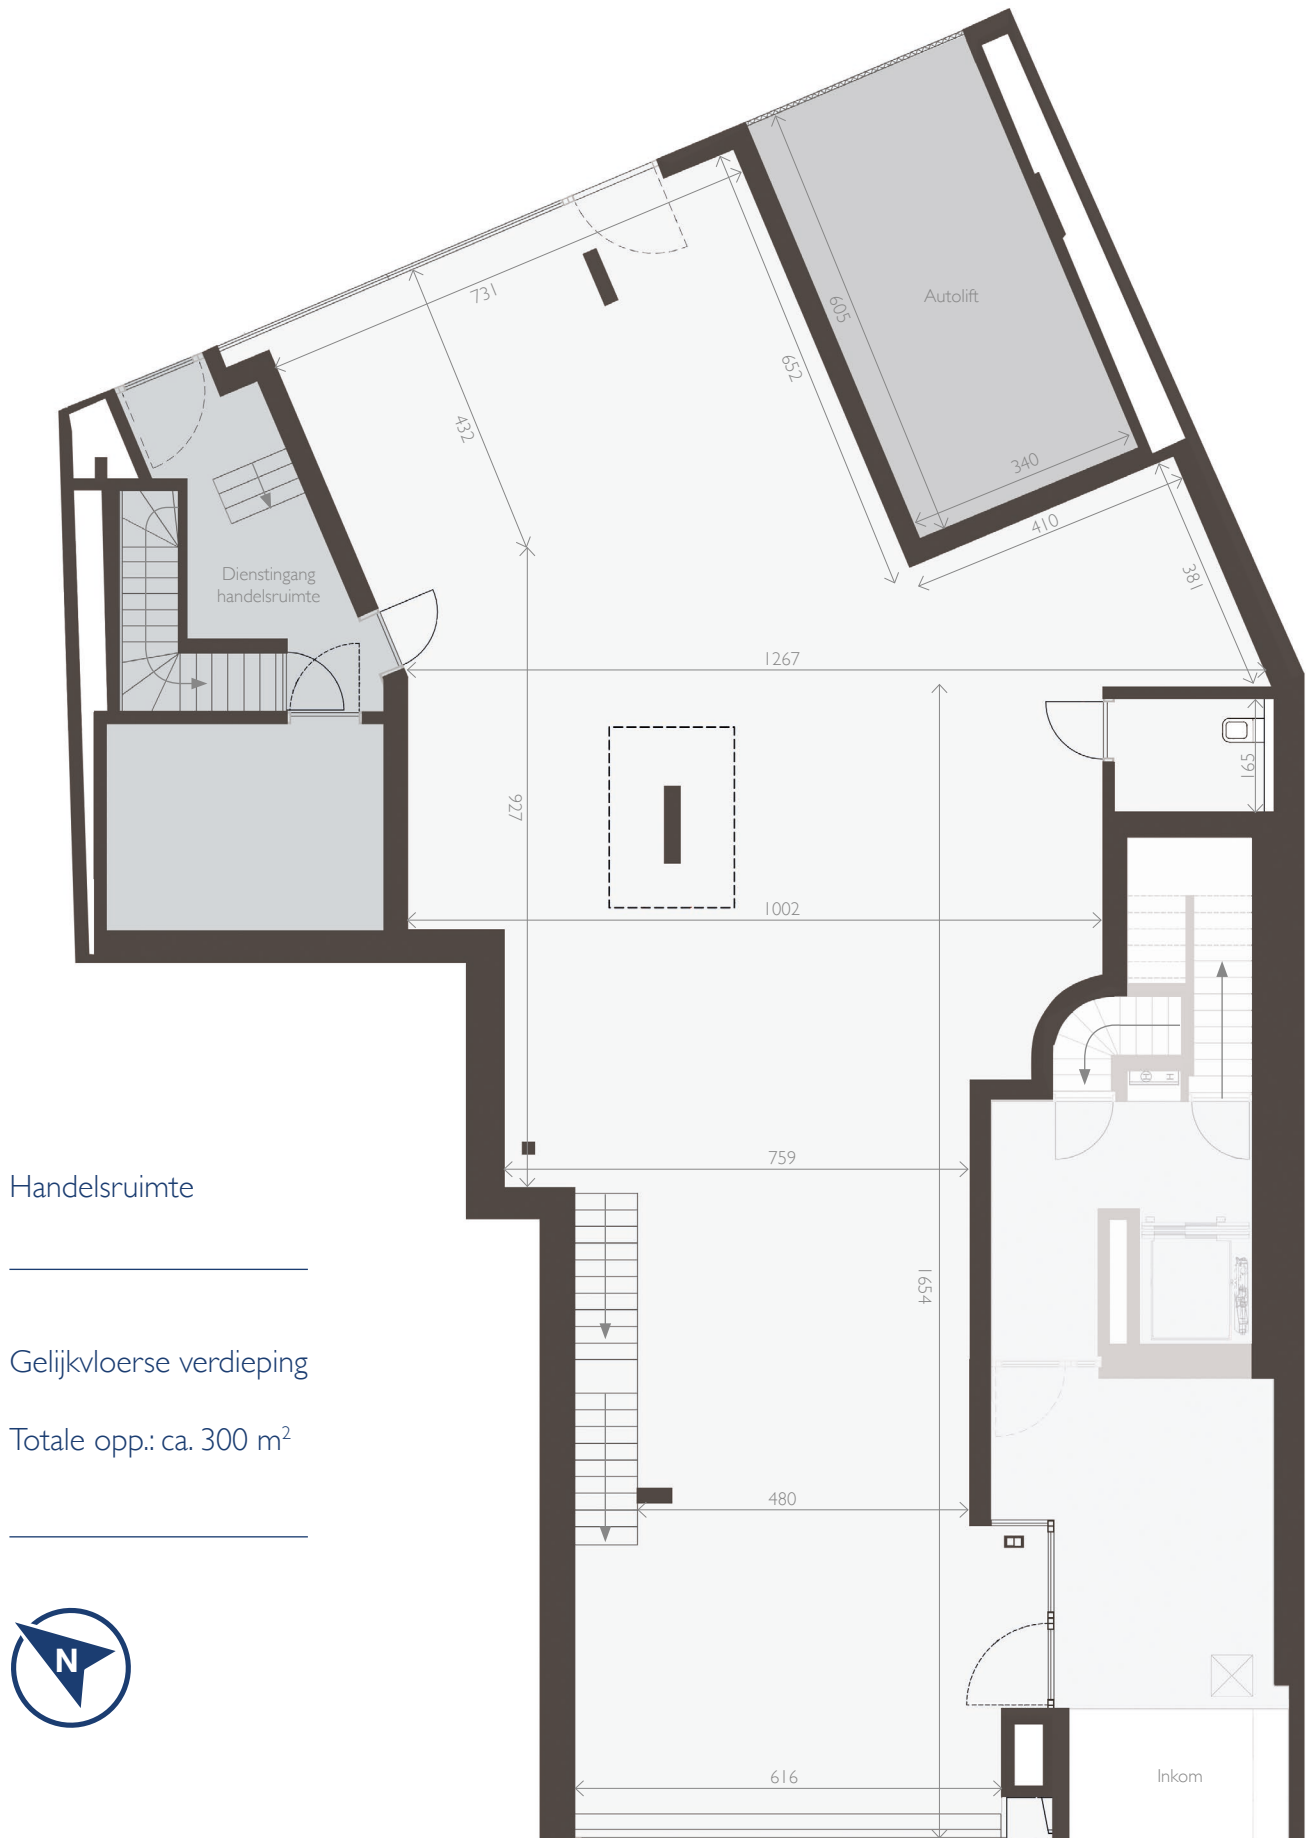 Autolift
605
731
652
432
340
410
381
Dienstingang
handelsruimte
1267
165
927
1002
759
Handelsruimte
1654
Gelijkvloerse verdieping
Totale opp.: ca. 300 m²
480
N
616
Inkom